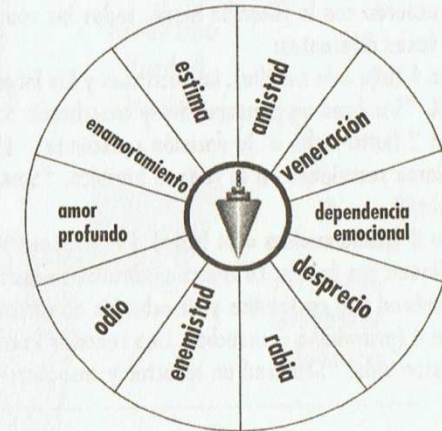 estima
amistad
enamoramiento
veneración
amor
profundo
dependencia
emocional
odio
desprecio
enemistad
rabia